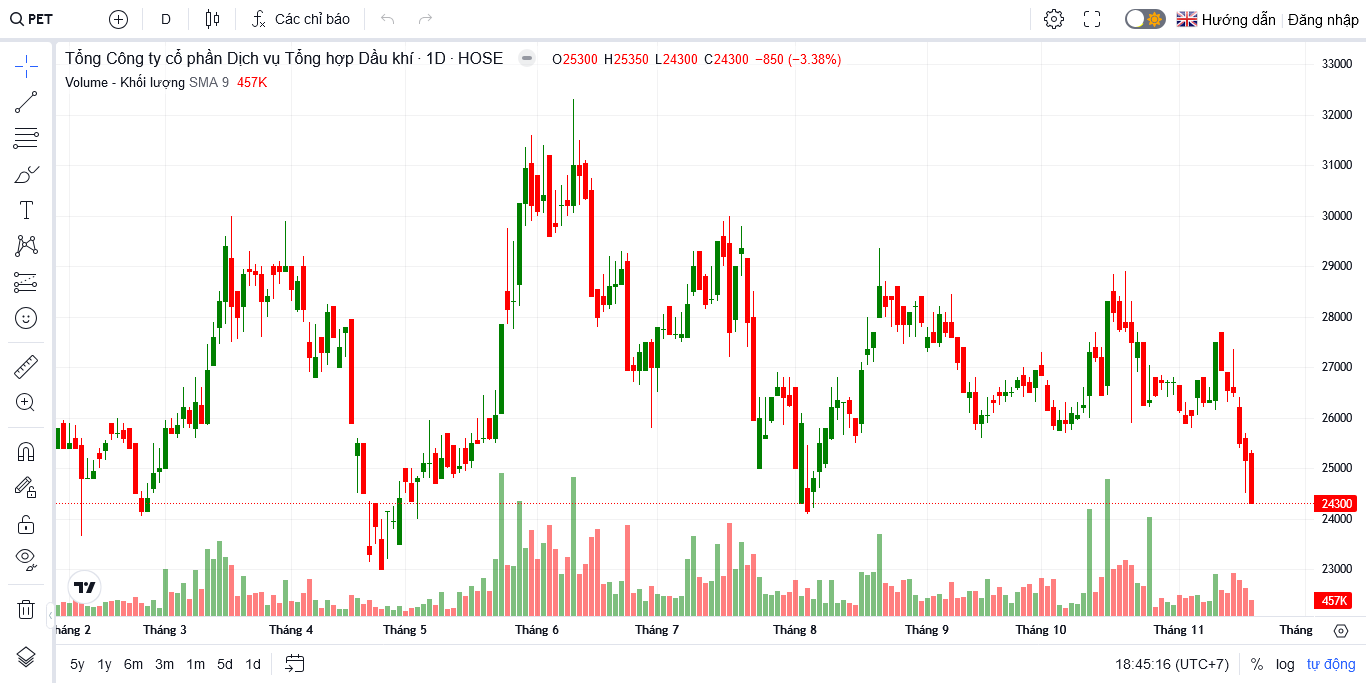 PET D Các chỉ báo Hướng dẫn Đăng nhập
Tổng Công ty cổ phần Dịch vụ Tổng hợp Dầu khí · 1D · HOSE O25300 H25350 L24300 C24300 −850 (−3.38%)
Volume - Khối lượng SMA 9 457K
33000
32000
31000
30000
29000
28000
27000
26000
25000
24300
24000
23000
457K
háng 2 Tháng 3 Tháng 4 Tháng 5 Tháng 6 Tháng 7 Tháng 8 Tháng 9 Tháng 10 Tháng 11 Tháng
5y 1y 6m 3m 1m 5d 1d 18:45:16 (UTC+7) % log tự động